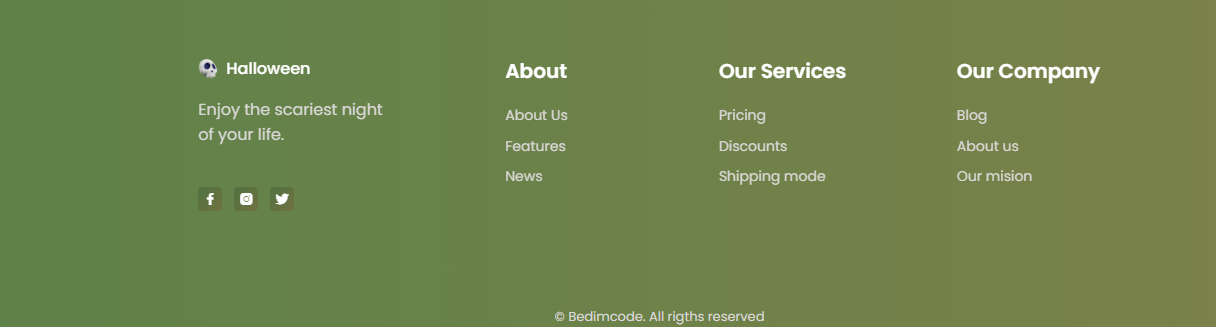 Halloween
Enjoy the scariest night
of your life.
About
About Us
Features
News
Our Services
Pricing
Discounts
Shipping mode
Our Company
Blog
About us
Our mision
© Bedimcode. All rigths reserved